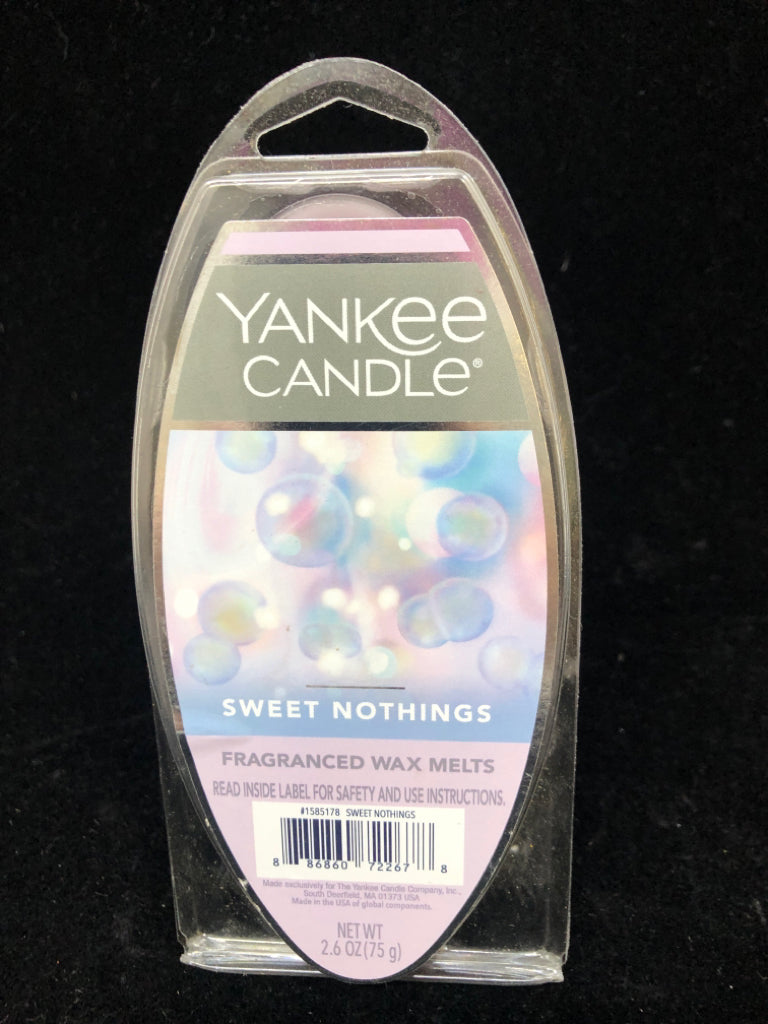 YANKEE
CANDLE®
SWEET NOTHINGS
FRAGRANCED WAX MELTS
READ INSIDE LABEL FOR SAFETY AND USE INSTRUCTIONS.
#1585178 SWEET NOTHINGS
8 86860 72267 8
Made exclusively for The Yankee Candle Company, Inc.,
South Deerfield, MA 01373 USA
Made in the USA of global components.
NET WT
2.6 OZ (75 g)